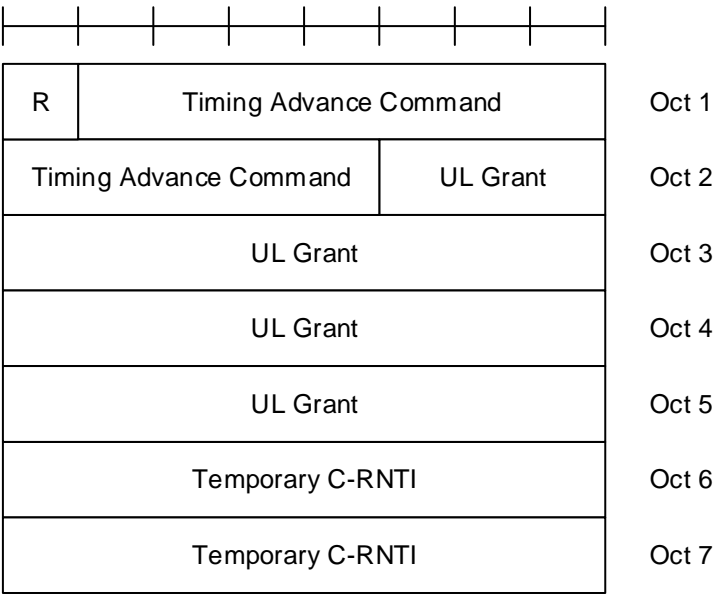 R Timing Advance Command Oct 1
Timing Advance Command UL Grant Oct 2
UL Grant Oct 3
UL Grant Oct 4
UL Grant Oct 5
Temporary C-RNTI Oct 6
Temporary C-RNTI Oct 7